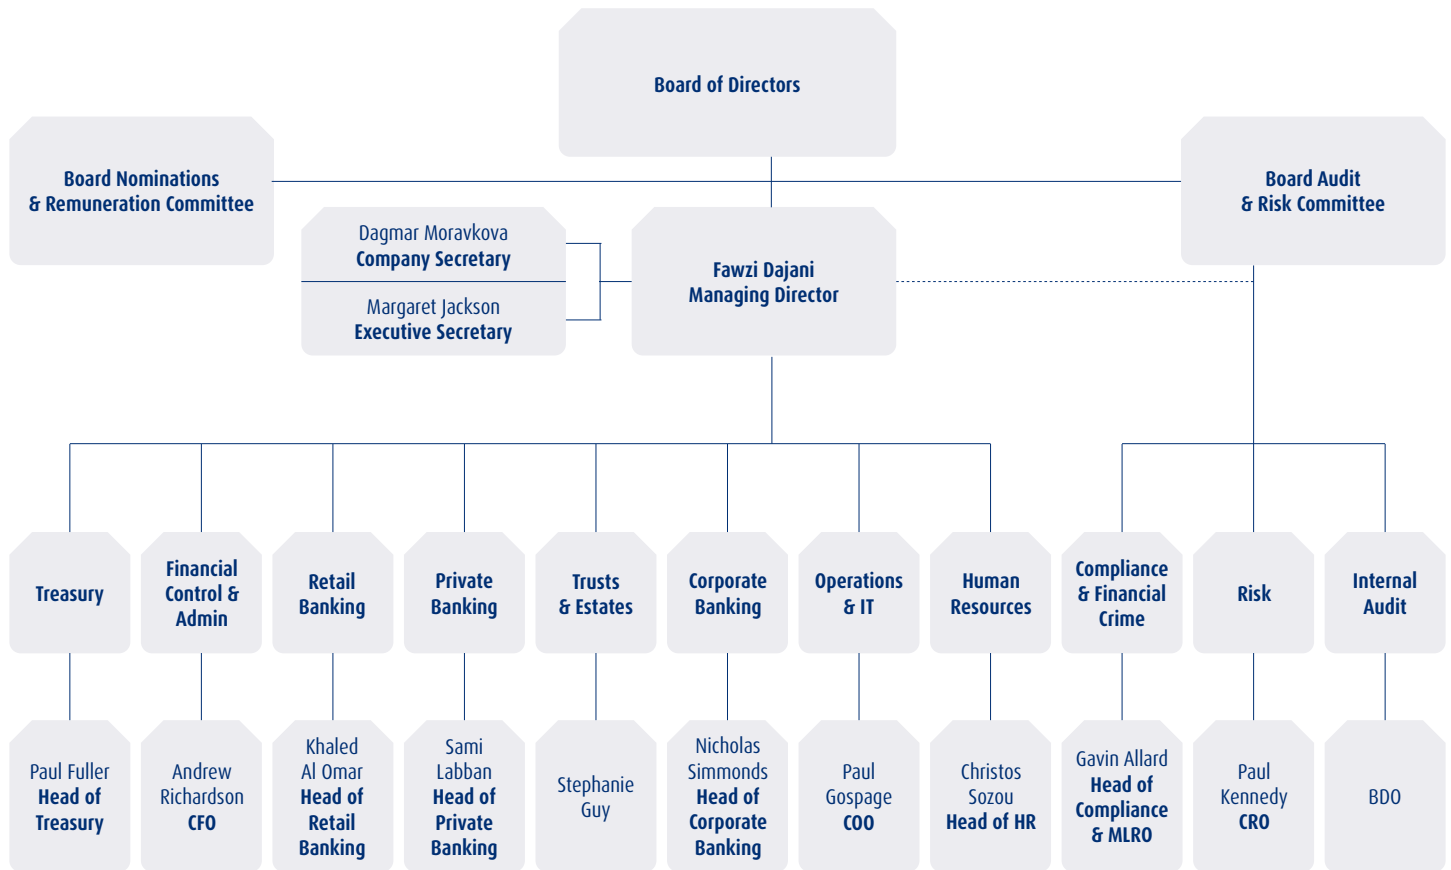 Board of Directors
Board Nominations
& Remuneration Committee
Board Audit
& Risk Committee
Dagmar Moravkova
Company Secretary
Margaret Jackson
Executive Secretary
Fawzi Dajani
Managing Director
Treasury
Financial
Control &
Admin
Retail
Banking
Private
Banking
Trusts
& Estates
Corporate
Banking
Operations
& IT
Human
Resources
Compliance
& Financial
Crime
Risk
Internal
Audit
Paul Fuller
Head of
Treasury
Andrew
Richardson
CFO
Khaled
Al Omar
Head of
Retail
Banking
Sami
Labban
Head of
Private
Banking
Stephanie
Guy
Nicholas
Simmonds
Head of
Corporate
Banking
Paul
Gospage
COO
Christos
Sozou
Head of HR
Gavin Allard
Head of
Compliance
& MLRO
Paul
Kennedy
CRO
BDO